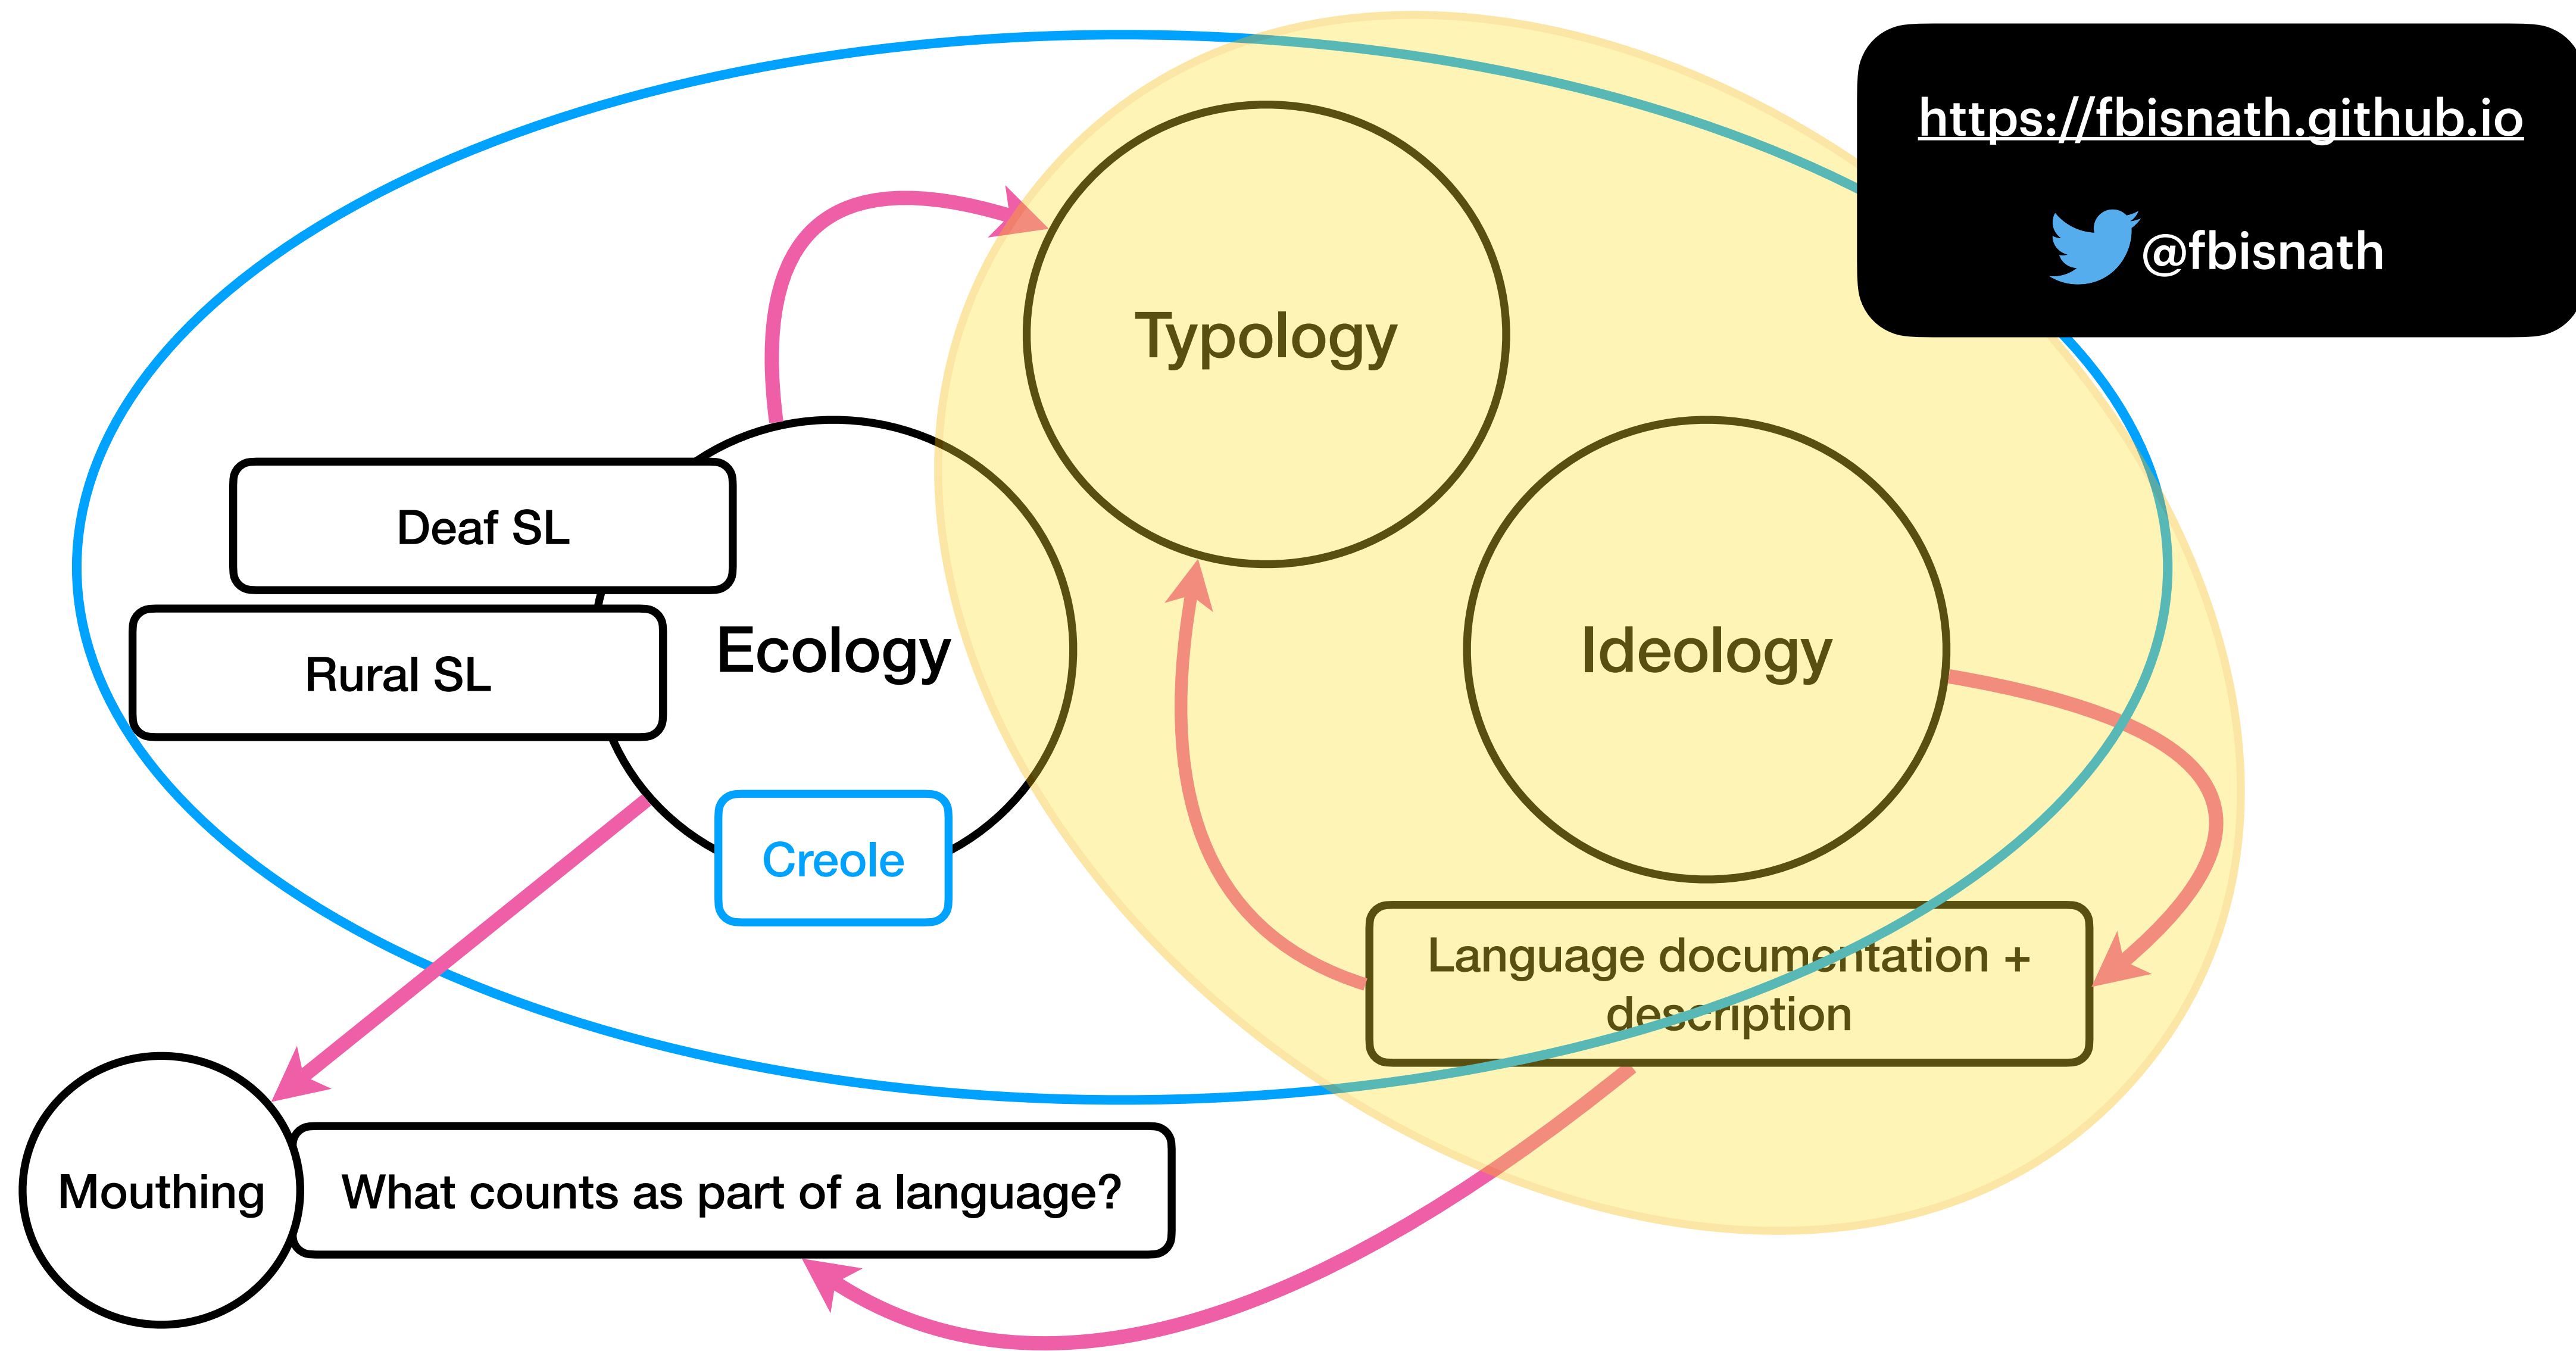 https://fbisnath.github.io
@fbisnath
Typology
Deaf SL
Rural SL
Ecology
Ideology
Creole
Language documentation +
description
Mouthing
What counts as part of a language?